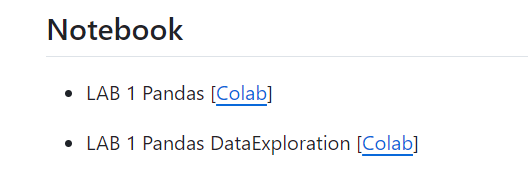 Notebook
LAB 1 Pandas [Colab]
LAB 1 Pandas DataExploration [Colab]